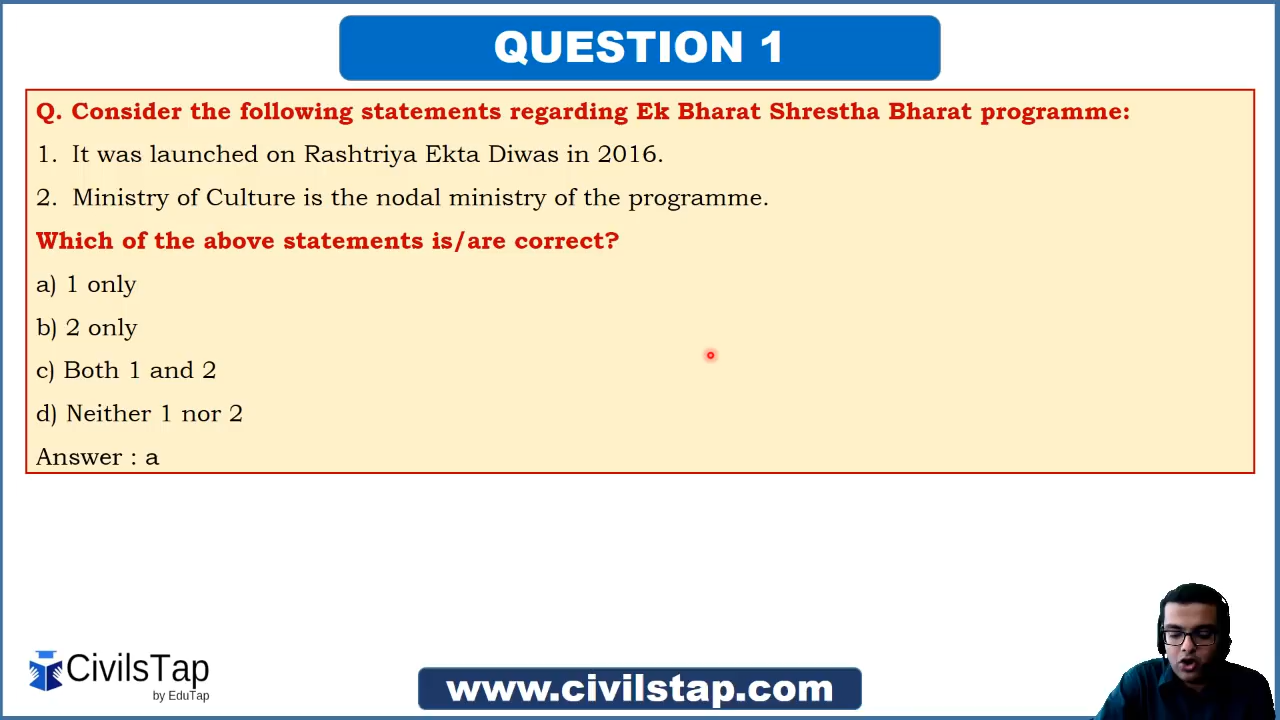 QUESTION 1
Q. Consider the following statements regarding Ek Bharat Shrestha Bharat programme:
1. It was launched on Rashtriya Ekta Diwas in 2016.
2. Ministry of Culture is the nodal ministry of the programme.
Which of the above statements is/are correct?
a) 1 only
b) 2 only
c) Both 1 and 2
d) Neither 1 nor 2
Answer : a
CivilsTap
by EduTap
www.civilstap.com